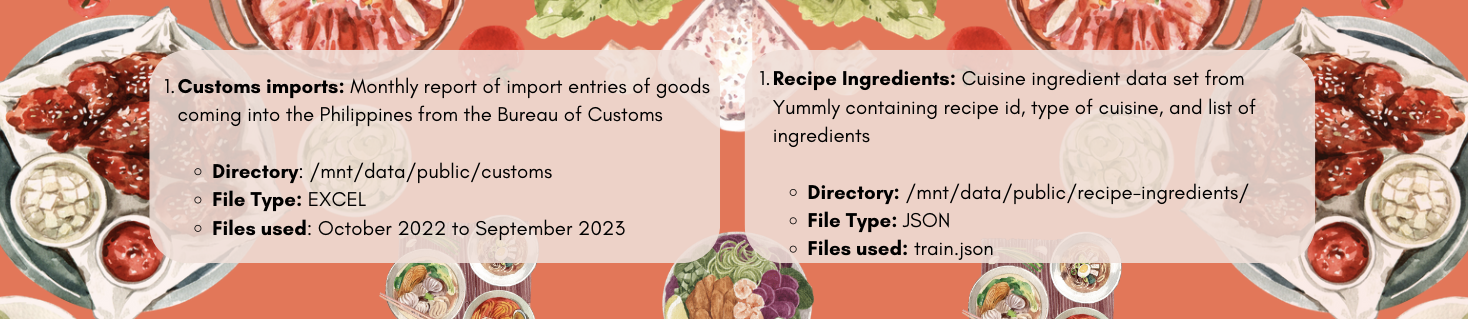 1. Customs imports: Monthly report of import entries of goods
coming into the Philippines from the Bureau of Customs
Directory: /mnt/data/public/customs
File Type: EXCEL
Files used: October 2022 to September 2023
1. Recipe Ingredients: Cuisine ingredient data set from
Yummly containing recipe id, type of cuisine, and list of
ingredients
Directory: /mnt/data/public/recipe-ingredients/
File Type: JSON
Files used: train.json